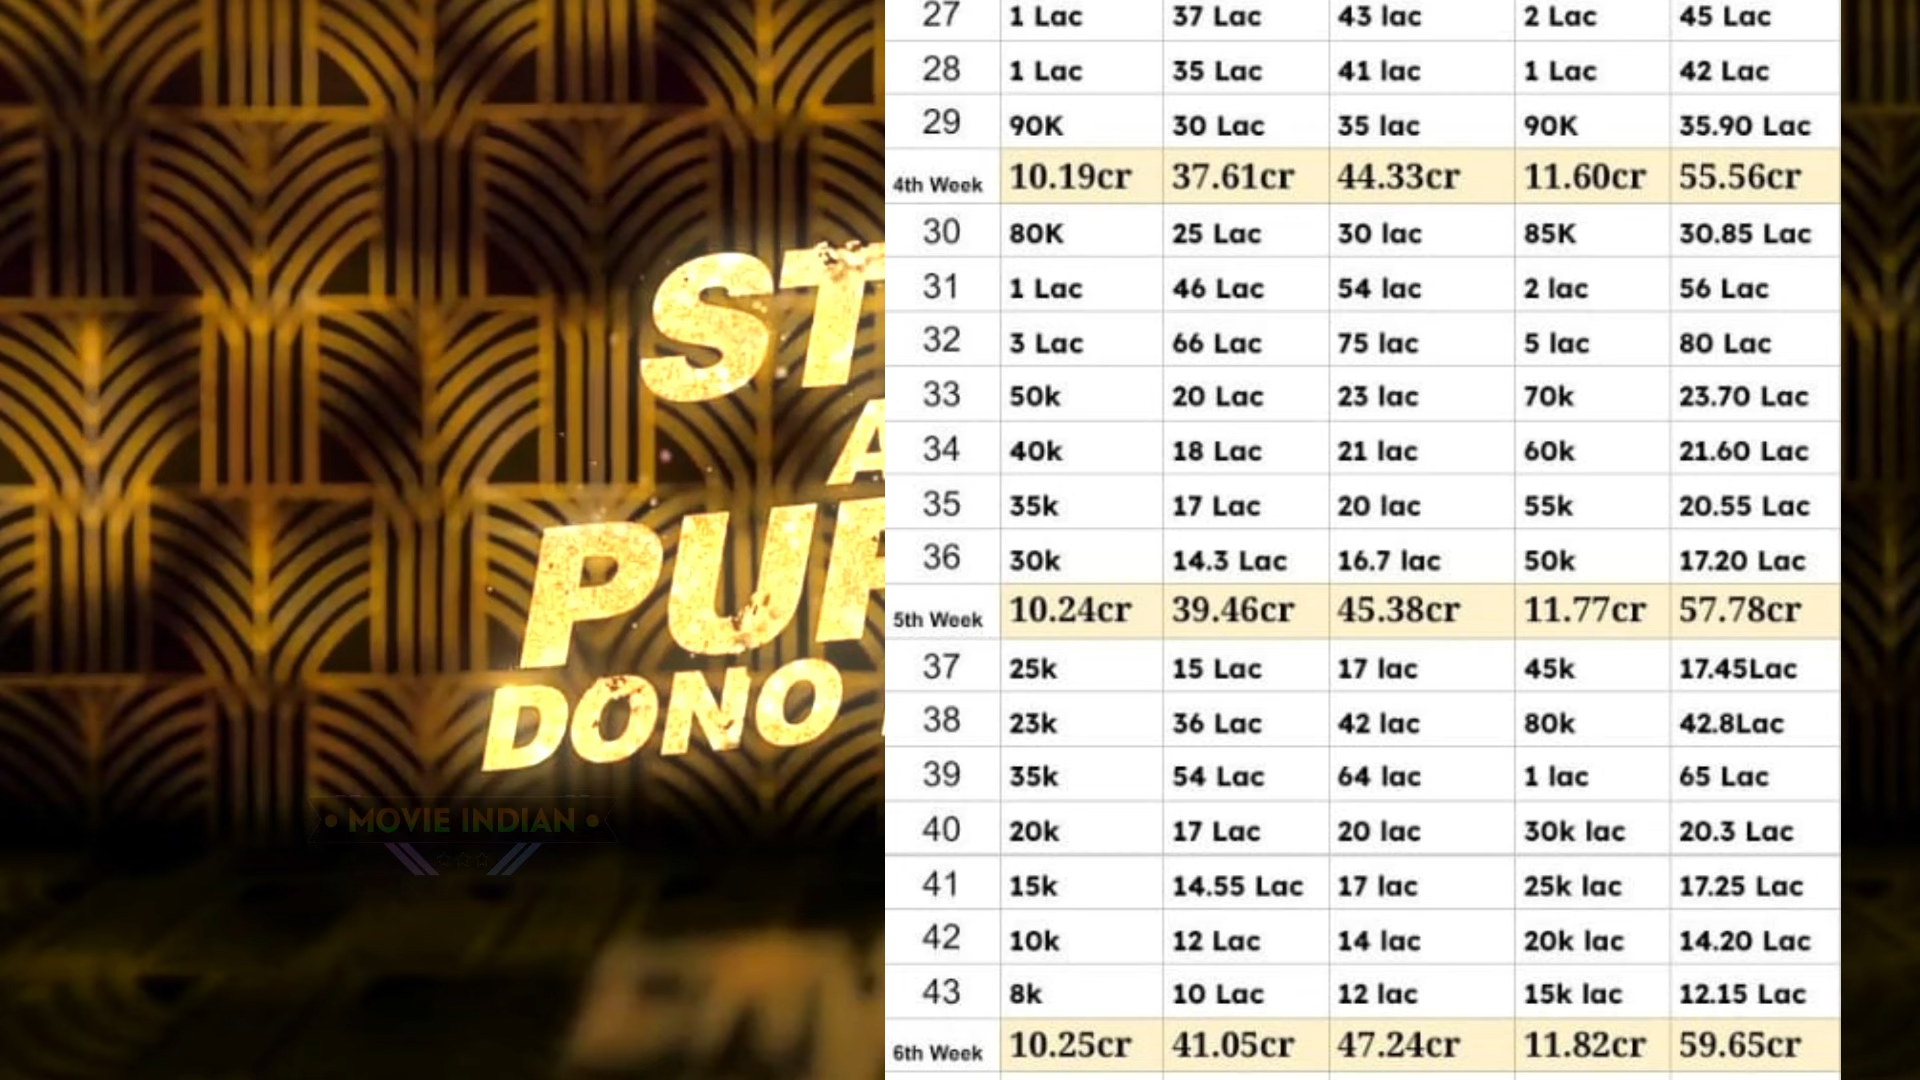 ST
A
PUR
DONO
MOVIE INDIAN
27 1 Lac 37 Lac 43 lac 2 Lac 45 Lac
28 1 Lac 35 Lac 41 lac 1 Lac 42 Lac
29 90K 30 Lac 35 lac 90K 35.90 Lac
4th Week 10.19cr 37.61cr 44.33cr 11.60cr 55.56cr
30 80K 25 Lac 30 lac 85K 30.85 Lac
31 1 Lac 46 Lac 54 lac 2 lac 56 Lac
32 3 Lac 66 Lac 75 lac 5 lac 80 Lac
33 50k 20 Lac 23 lac 70k 23.70 Lac
34 40k 18 Lac 21 lac 60k 21.60 Lac
35 35k 17 Lac 20 lac 55k 20.55 Lac
36 30k 14.3 Lac 16.7 lac 50k 17.20 Lac
5th Week 10.24cr 39.46cr 45.38cr 11.77cr 57.78cr
37 25k 15 Lac 17 lac 45k 17.45Lac
38 23k 36 Lac 42 lac 80k 42.8Lac
39 35k 54 Lac 64 lac 1 lac 65 Lac
40 20k 17 Lac 20 lac 30k lac 20.3 Lac
41 15k 14.55 Lac 17 lac 25k lac 17.25 Lac
42 10k 12 Lac 14 lac 20k lac 14.20 Lac
43 8k 10 Lac 12 lac 15k lac 12.15 Lac
6th Week 10.25cr 41.05cr 47.24cr 11.82cr 59.65cr